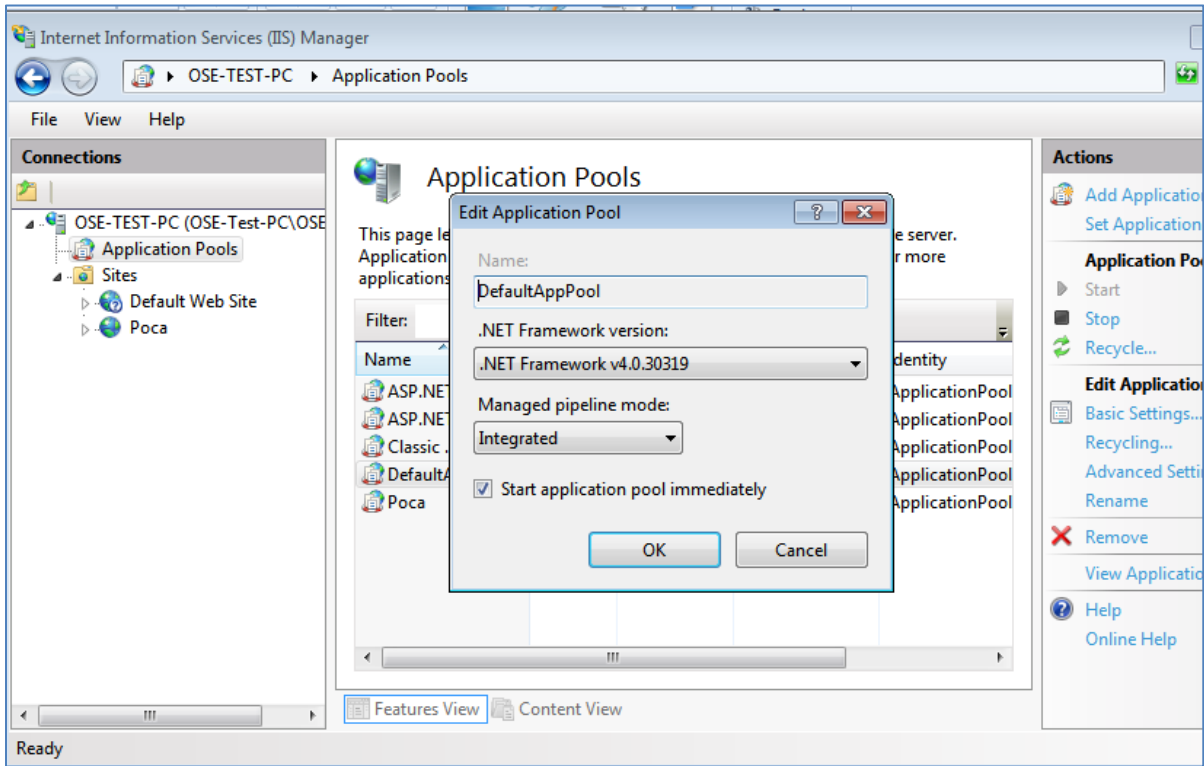 Internet Information Services (IIS) Manager
OSE-TEST-PC Application Pools
File View Help
Connections
OSE-TEST-PC (OSE-Test-PC\OSE
Application Pools
Sites
Default Web Site
Poca
Application Pools
This page le
e server.
Application
r more
applications
Filter:
Name
dentity
ASP.NET
ApplicationPool
ASP.NET
ApplicationPool
Classic .
ApplicationPool
DefaultA
ApplicationPool
Poca
ApplicationPool
Features View Content View
Edit Application Pool
Name:
DefaultAppPool
.NET Framework version:
.NET Framework v4.0.30319
Managed pipeline mode:
Integrated
Start application pool immediately
OK Cancel
Actions
Add Applicatio
Set Application
Application Po
Start
Stop
Recycle...
Edit Applicatio
Basic Settings...
Recycling...
Advanced Setti
Rename
Remove
View Applicatio
Help
Online Help
Ready